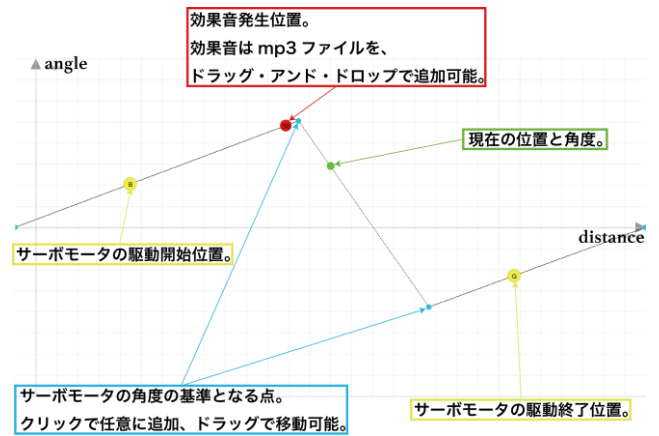 効果音発生位置。
効果音は mp3 ファイルを、
ドラッグ・アンド・ドロップで追加可能。
angle
現在の位置と角度。
B
distance
サーボモータの駆動開始位置。
G
サーボモータの角度の基準となる点。
クリックで任意に追加、ドラッグで移動可能。
サーボモータの駆動終了位置。